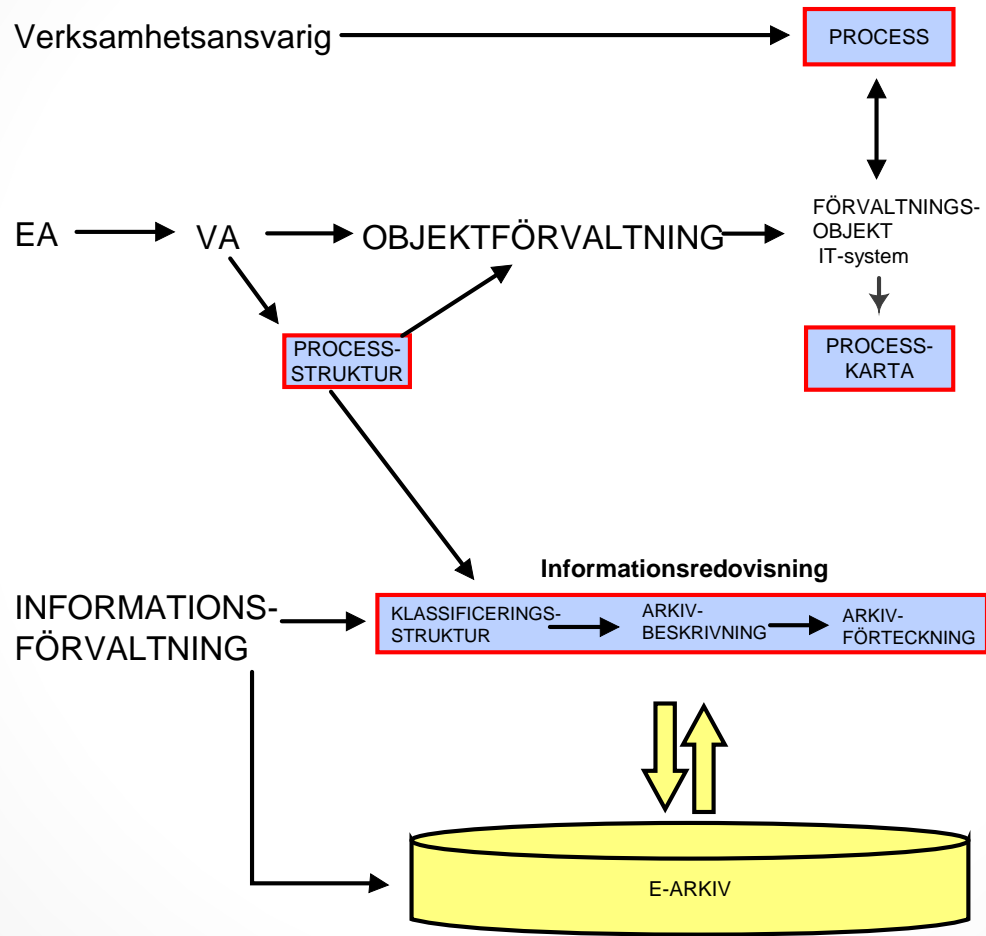 Verksamhetsansvarig
PROCESS
EA
VA
OBJEKTFÖRVALTNING
FÖRVALTNINGS-
OBJEKT
IT-system
PROCESS-
STRUKTUR
PROCESS-
KARTA
Informationsredovisning
INFORMATIONS-
FÖRVALTNING
KLASSIFICERINGS-
STRUKTUR
ARKIV-
BESKRIVNING
ARKIV-
FÖRTECKNING
E-ARKIV